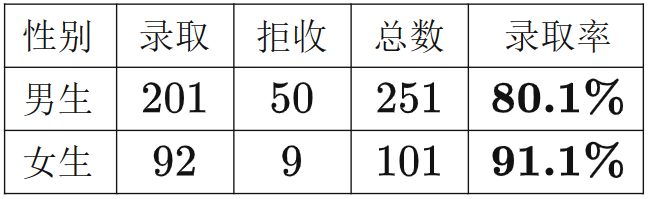 性别 录取 拒收 总数 录取率
男生 201 50 251 80.1%
女生 92 9 101 91.1%